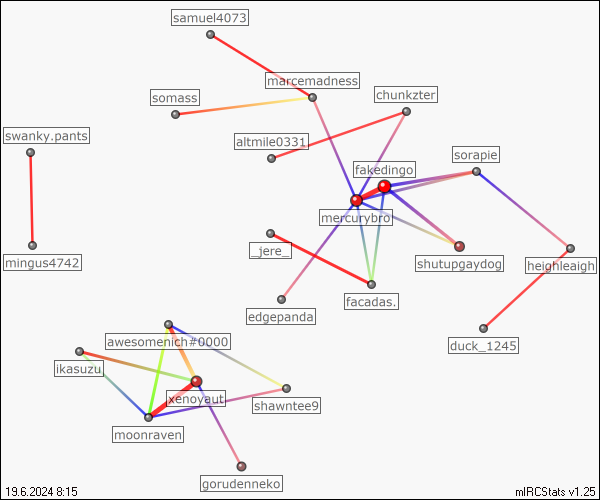 samuel4073
marcemadness
somass
chunkzter
swanky.pants
altmile0331
sorapie
fakedingo
mercurybro
_jere_
mingus4742
shutupgaydog
heighleaigh
facadas.
edgepanda
awesomenich#0000
duck_1245
ikasuzu
xenoyaut
shawntee9
moonraven
gorudenneko
19.6.2024 8:15
mIRCStats v1.25